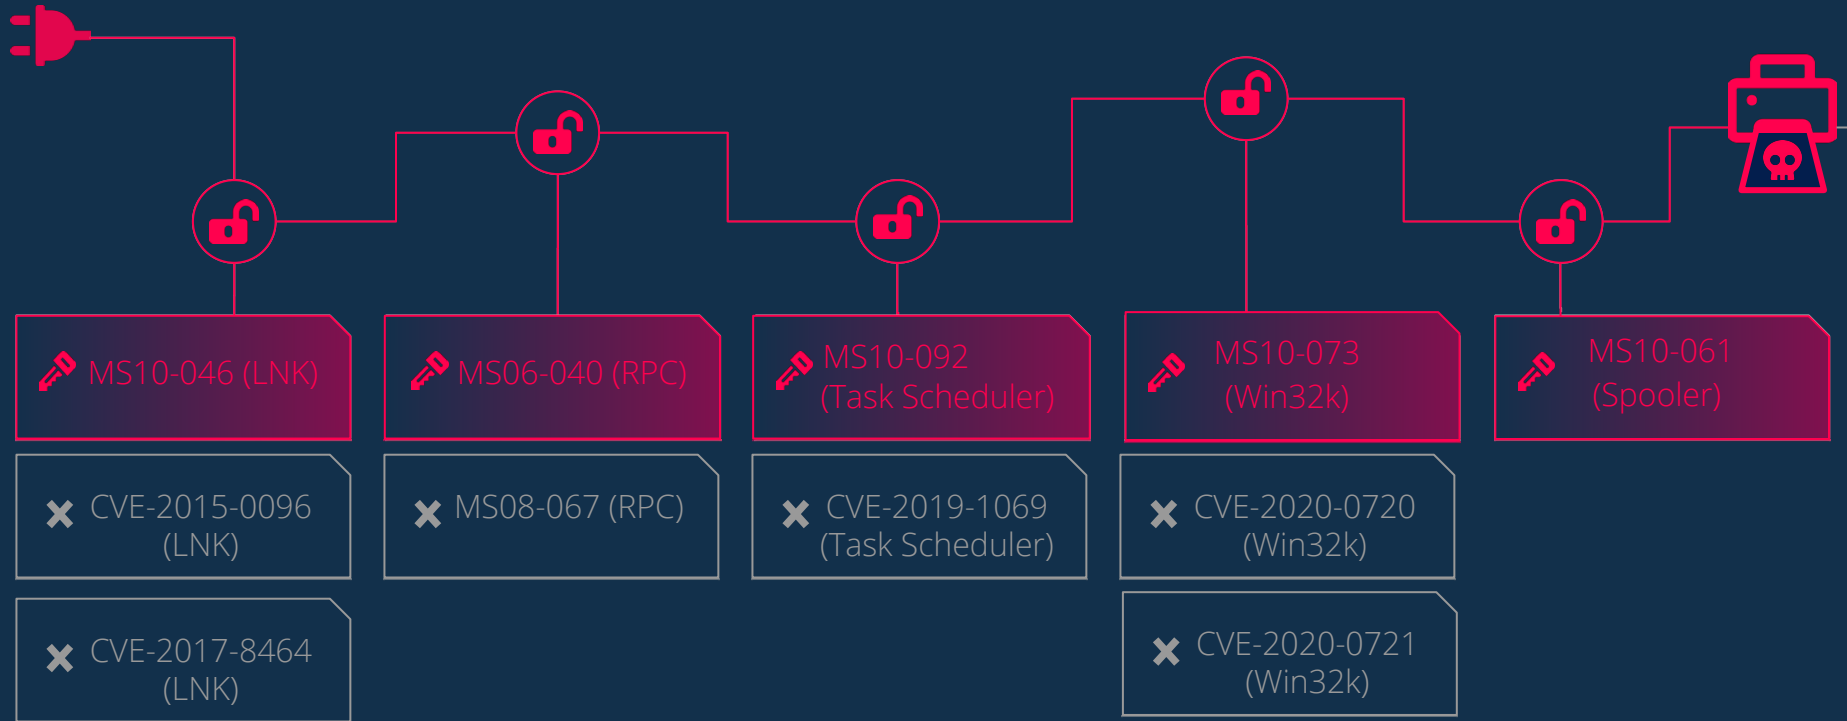 MS10-046 (LNK)
MS06-040 (RPC)
MS10-092
(Task Scheduler)
MS10-073
(Win32k)
MS10-061
(Spooler)
CVE-2015-0096
(LNK)
MS08-067 (RPC)
CVE-2019-1069
(Task Scheduler)
CVE-2020-0720
(Win32k)
CVE-2017-8464
(LNK)
CVE-2020-0721
(Win32k)